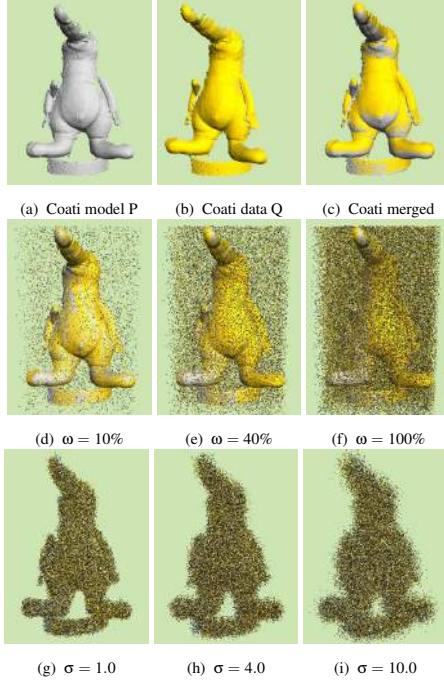 (a) Coati model P
(b) Coati data Q
(c) Coati merged
(d) ω = 10%
(e) ω = 40%
(f) ω = 100%
(g) σ = 1.0
(h) σ = 4.0
(i) σ = 10.0